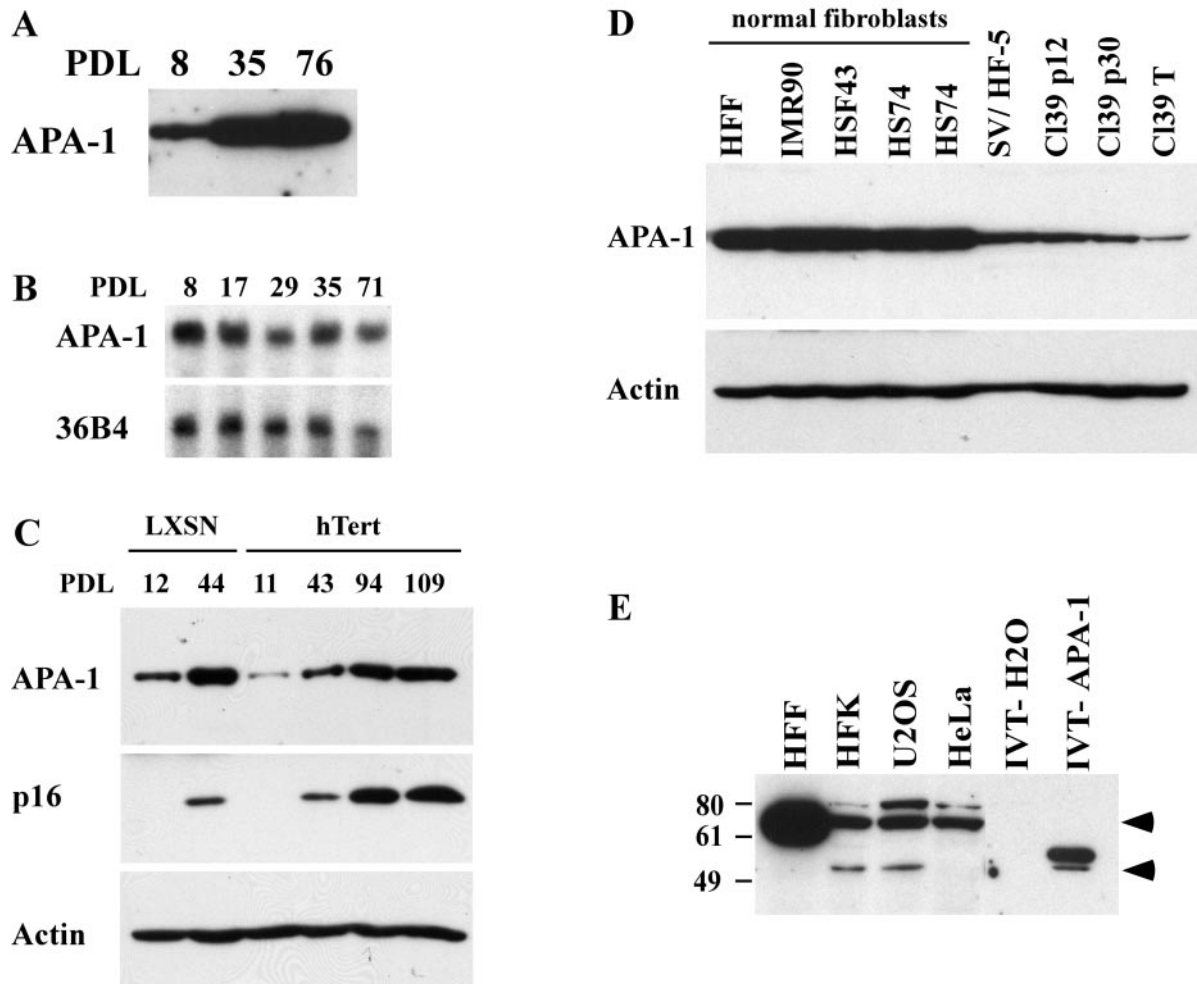 A
PDL 8 35 76
APA-1
B
PDL 8 17 29 35 71
APA-1
36B4
C
LXSN hTert
PDL 12 44 11 43 94 109
APA-1
p16
Actin
D
normal fibroblasts
HFF IMR90 HSF43 HS74 HS74 SV/ HF-5 Cl39 p12 Cl39 p30 Cl39 T
APA-1
Actin
E
HFF HFK U2OS HeLa IVT- H2O IVT- APA-1
80
61
49